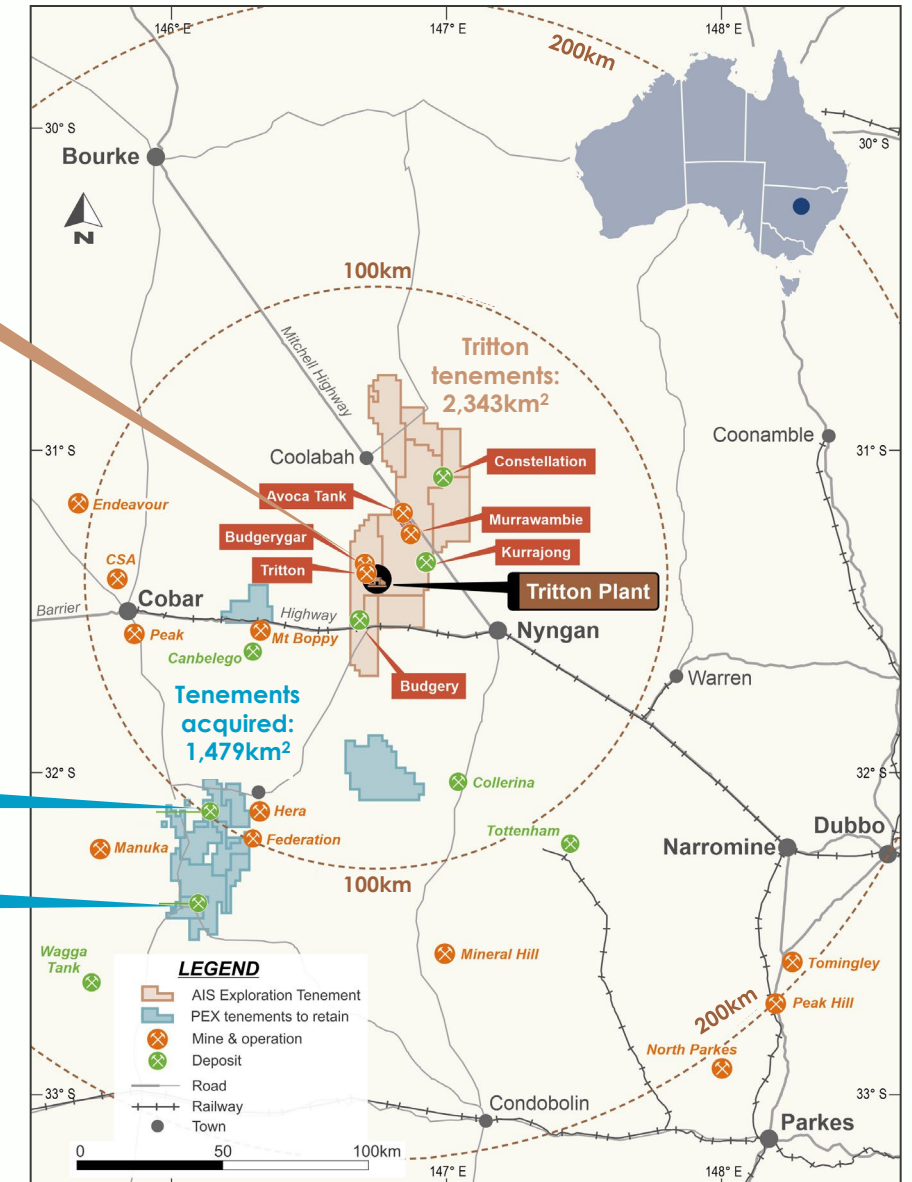 146° E
147° E
148° E
200km
30° S
30° S
Bourke
N
100km
Mitchell Highway
Tritton
tenements:
2,343km²
Coonamble
31° S
31° S
Coolabah
Constellation
Avoca Tank
Endeavour
Murrawambie
Budgerygar
Kurrajong
CSA
Tritton
Tritton Plant
Cobar
Barrier
Highway
Peak
Mt Boppy
Nyngan
Canbelego
Warren
Budgery
Tenements
acquired:
1,479km²
32° S
32° S
Collerina
Hera
Tottenham
Dubbo
Federation
Manuka
Narromine
100km
Wagga
Tank
Mineral Hill
Tomingley
Peak Hill
200km
North Parkes
LEGEND
AIS Exploration Tenement
PEX tenements to retain
Mine & operation
Deposit
Road
Railway
Town
33° S
33° S
Condobolin
Parkes
0 50 100km
147° E
148° E